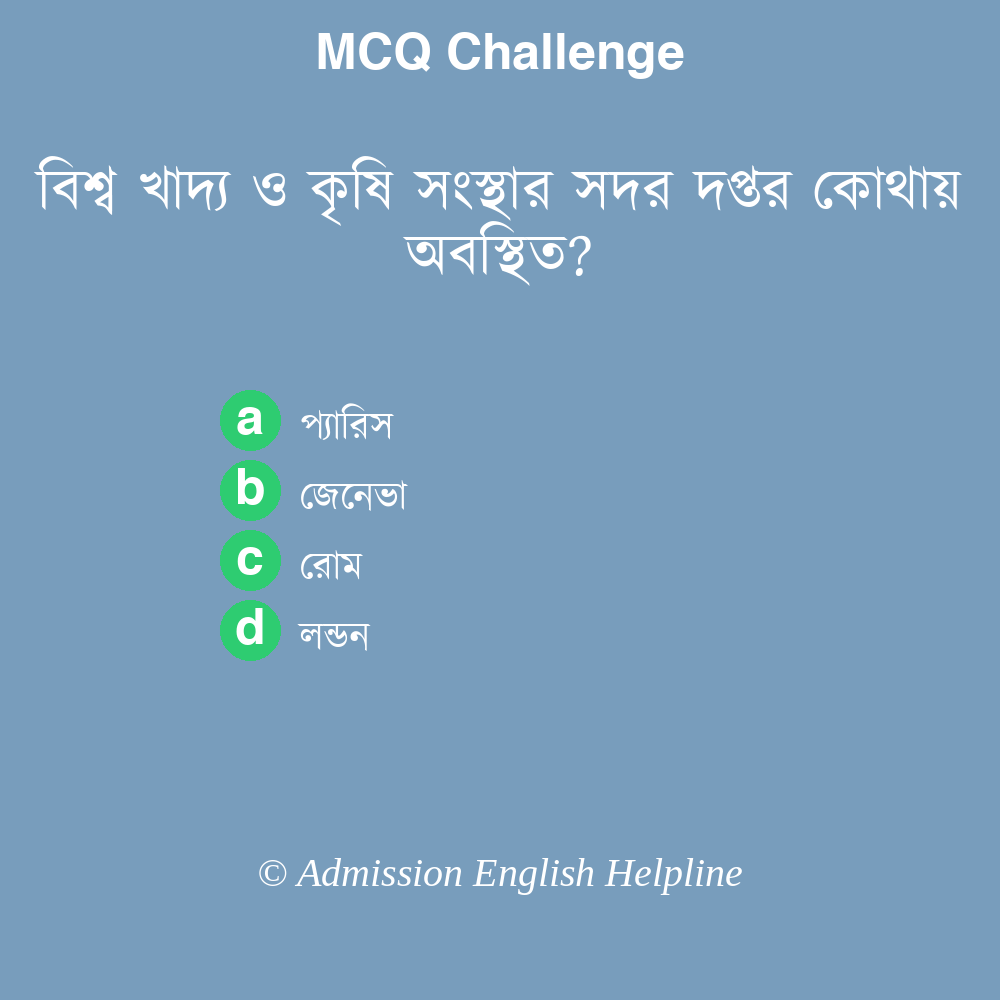 MCQ Challenge
বিশ্ব খাদ্য ও কৃষি সংস্থার সদর দপ্তর কোথায়
অবস্থিত?
a প্যারিস
b জেনেভা
c রোম
d লন্ডন
© Admission English Helpline